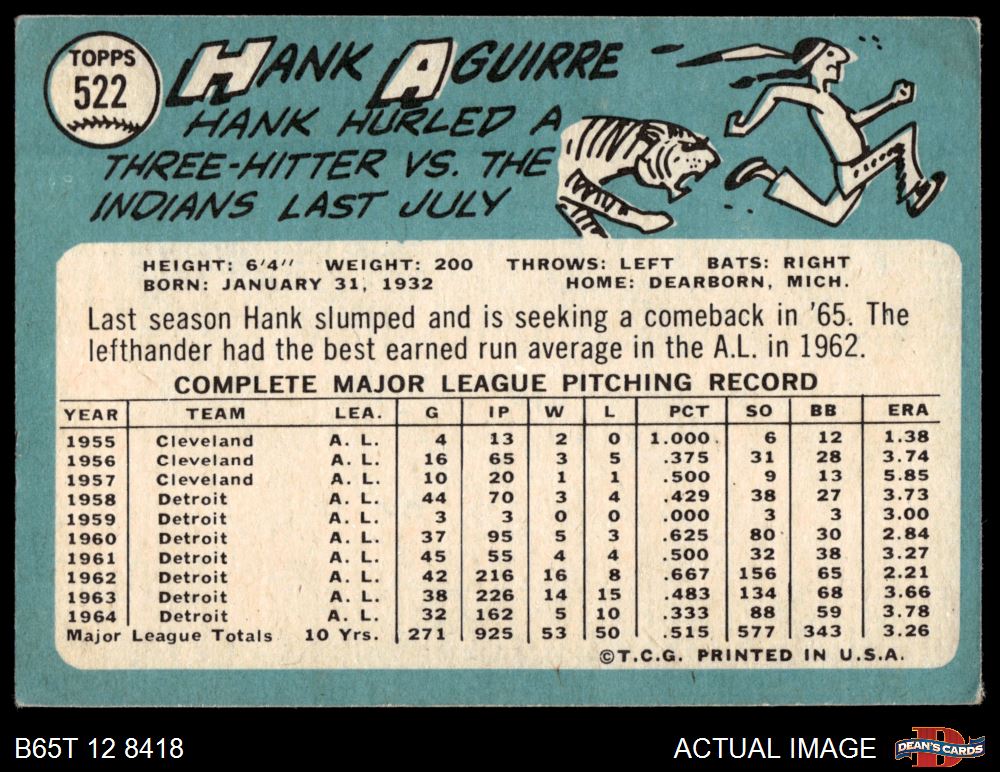 TOPPS
522
HANK AGUIRRE
HANK HURLED A
THREE-HITTER VS. THE
INDIANS LAST JULY
HEIGHT: 6'4" WEIGHT: 200 THROWS: LEFT BATS: RIGHT
BORN: JANUARY 31, 1932 HOME: DEARBORN, MICH.
Last season Hank slumped and is seeking a comeback in '65. The
lefthander had the best earned run average in the A.L. in 1962.
COMPLETE MAJOR LEAGUE PITCHING RECORD
YEAR TEAM LEA. G IP W L PCT SO BB ERA
1955 Cleveland A. L. 4 13 2 0 1.000 6 12 1.38
1956 Cleveland A. L. 16 65 3 5 .375 31 28 3.74
1957 Cleveland A. L. 10 20 1 1 .500 9 13 5.85
1958 Detroit A. L. 44 70 3 4 .429 38 27 3.73
1959 Detroit A. L. 3 3 0 0 .000 3 3 3.00
1960 Detroit A. L. 37 95 5 3 .625 80 30 2.84
1961 Detroit A. L. 45 55 4 4 .500 32 38 3.27
1962 Detroit A. L. 42 216 16 8 .667 156 65 2.21
1963 Detroit A. L. 38 226 14 15 .483 134 68 3.66
1964 Detroit A. L. 32 162 5 10 .333 88 59 3.78
Major League Totals 10 Yrs. 271 925 53 50 .515 577 343 3.26
©T.C.G. PRINTED IN U.S.A.
B65T 12 8418 ACTUAL IMAGE DEAN'S CARDS